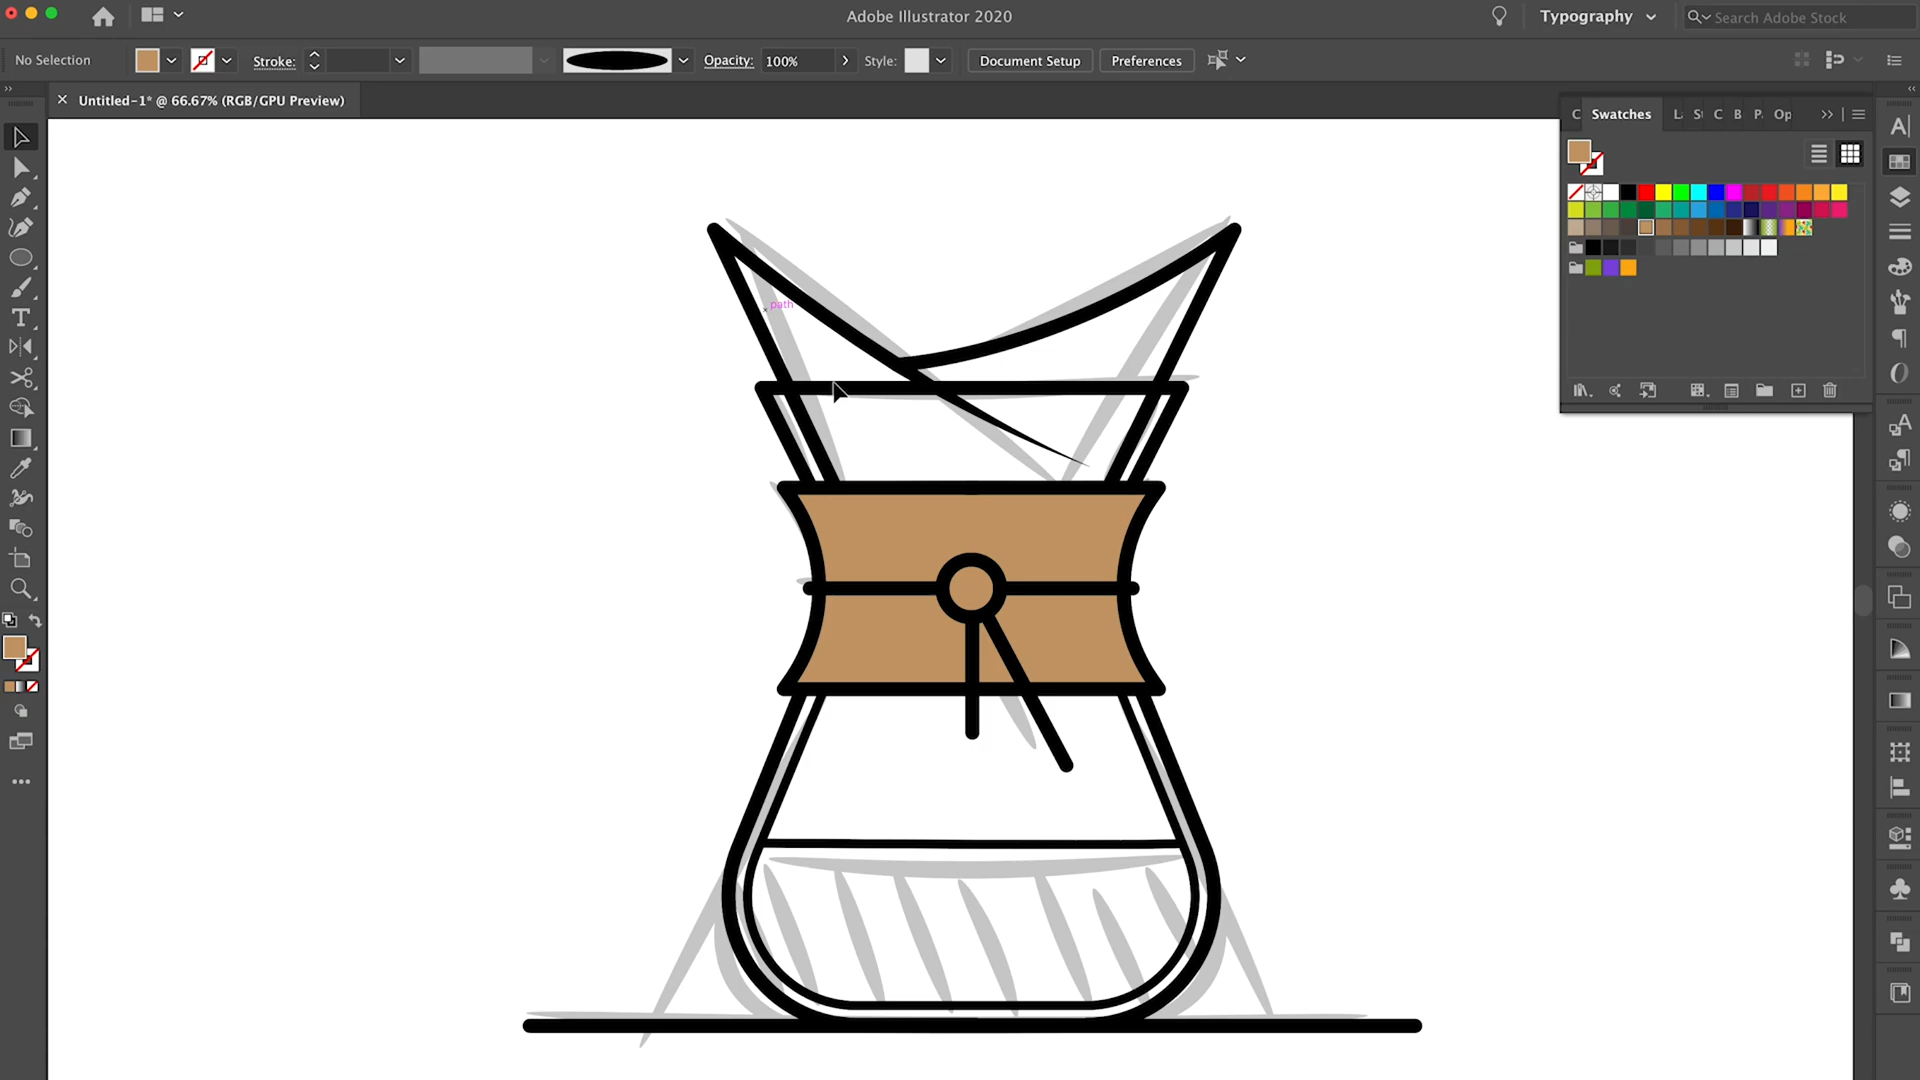 Adobe Illustrator 2020
Typography
Search Adobe Stock
No Selection
Stroke:
Opacity:
100%
Style:
Document Setup
Preferences
Untitled-1* @ 66.67% (RGB/GPU Preview)
C
Swatches
C
B
Op
path